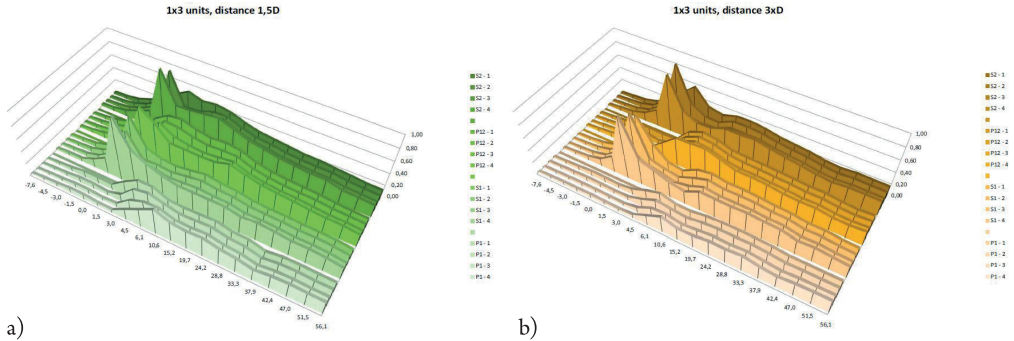 1x3 units, distance 1,5D
S2 - 1
S2 - 2
S2 - 3
S2 - 4
P12 - 1
P12 - 2
P12 - 3
P12 - 4
S1 - 1
S1 - 2
S1 - 3
S1 - 4
P1 - 1
P1 - 2
P1 - 3
P1 - 4
1,00
0,80
0,60
0,40
0,20
0,00
-7,6
-4,5
-3,0
-1,5
0,0
1,5
3,0
4,5
6,1
10,6
15,2
19,7
24,2
28,8
33,3
37,9
42,4
47,0
51,5
56,1
a)
1x3 units, distance 3xD
S2 - 1
S2 - 2
S2 - 3
S2 - 4
P12 - 1
P12 - 2
P12 - 3
P12 - 4
S1 - 1
S1 - 2
S1 - 3
S1 - 4
P1 - 1
P1 - 2
P1 - 3
P1 - 4
1,00
0,80
0,60
0,40
0,20
0,00
-7,6
-4,5
-3,0
-1,5
0,0
1,5
3,0
4,5
6,1
10,6
15,2
19,7
24,2
28,8
33,3
37,9
42,4
47,0
51,5
56,1
b)